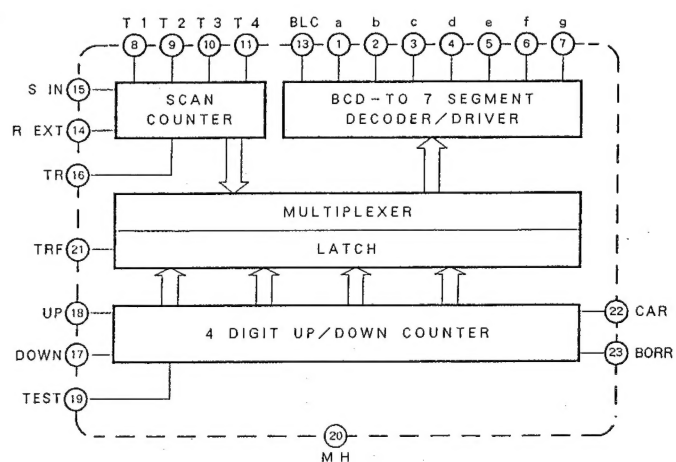 T 1 T 2 T 3 T 4 BLC a b c d e f g
8 9 10 11 13 1 2 3 4 5 6 7
S IN 15
SCAN
COUNTER
BCD-TO 7 SEGMENT
DECODER/DRIVER
R EXT 14
TR 16
MULTIPLEXER
TRF 21
LATCH
UP 18
22 CAR
4 DIGIT UP/DOWN COUNTER
DOWN 17
23 BORR
TEST 19
20
MH